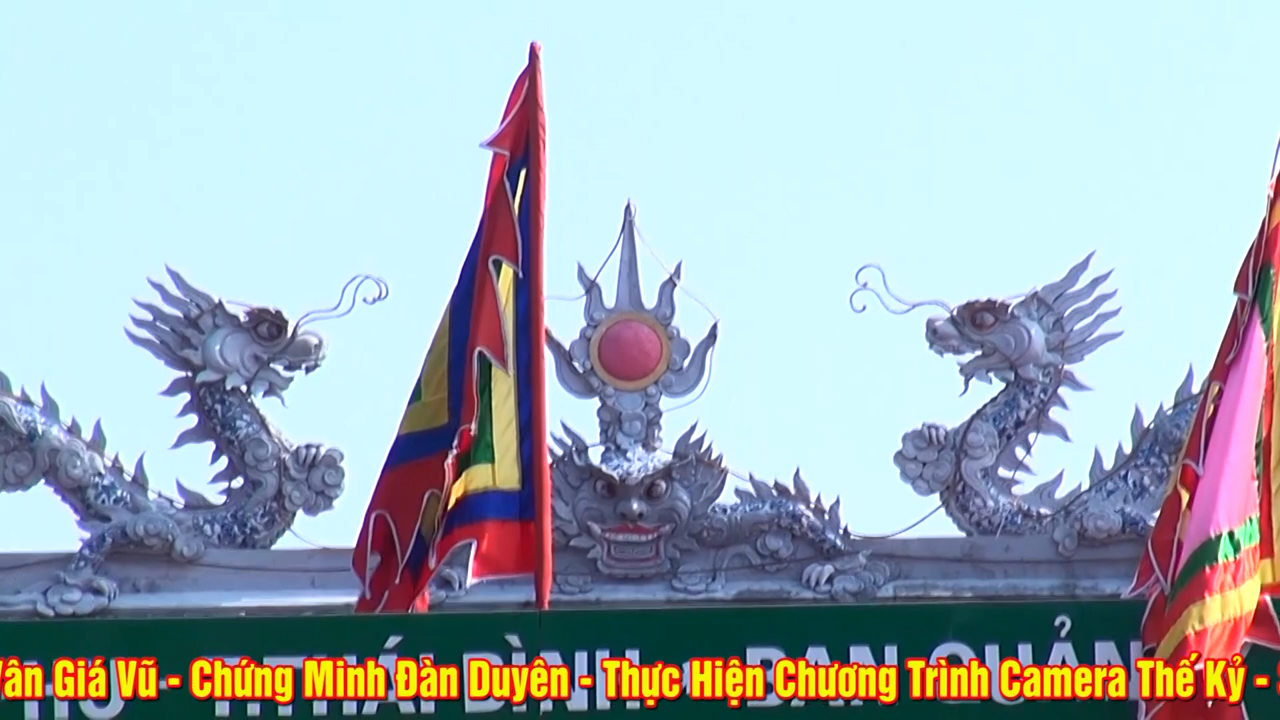 T.THÁI BÌNH - BAN QUẢN
Vân Giá Vũ - Chứng Minh Đàn Duyên - Thực Hiện Chương Trình Camera Thế Kỷ -